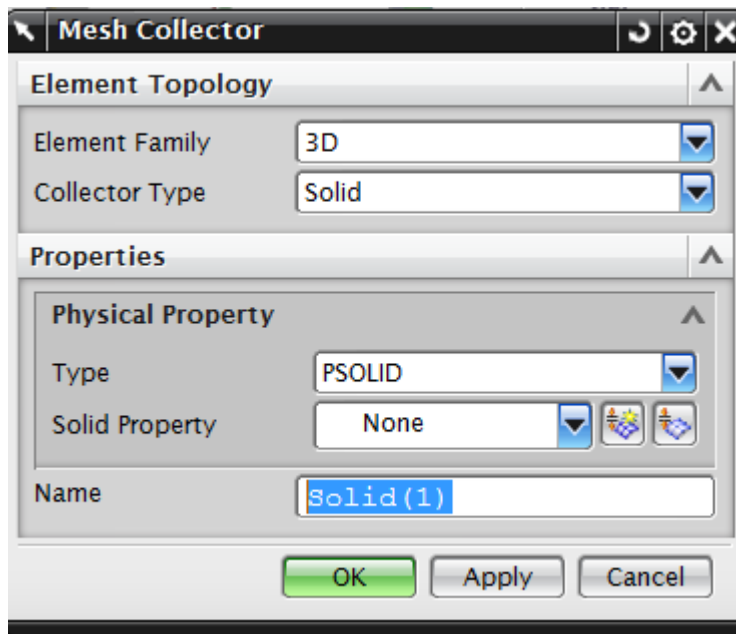 Mesh Collector
Element Topology
Element Family 3D
Collector Type Solid
Properties
Physical Property
Type PSOLID
Solid Property None
Name Solid(1)
OK Apply Cancel